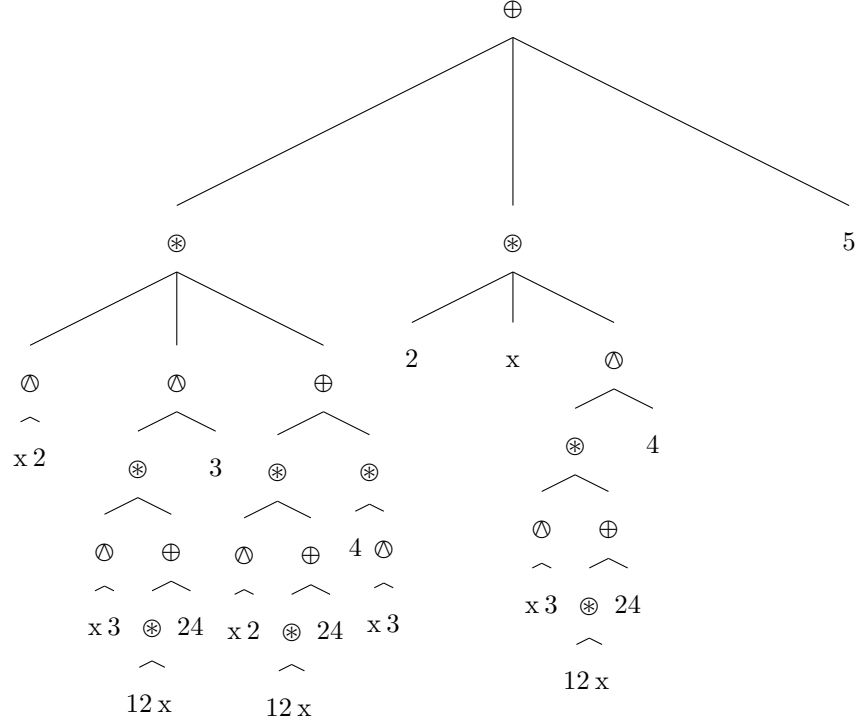 ⊕
⊛ ⊛ 5
2 x ⨀
⨀ ⨀ ⊕
x 2 ⊛ 3 ⊛ ⊛ ⊛ 4
⨀ ⊕ ⨀ ⊕ 4 ⨀ ⨀ ⊕
x 3 ⊛ 24 x 2 ⊛ 24 x 3 x 3 ⊛ 24
12 x 12 x 12 x